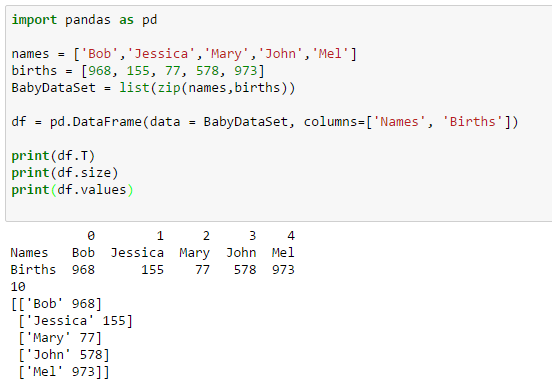 import pandas as pd
names = ['Bob','Jessica','Mary','John','Mel']
births = [968, 155, 77, 578, 973]
BabyDataSet = list(zip(names,births))
df = pd.DataFrame(data = BabyDataSet, columns=['Names', 'Births'])
print(df.T)
print(df.size)
print(df.values)
0 1 2 3 4
Names Bob Jessica Mary John Mel
Births 968 155 77 578 973
10
[['Bob' 968]
['Jessica' 155]
['Mary' 77]
['John' 578]
['Mel' 973]]